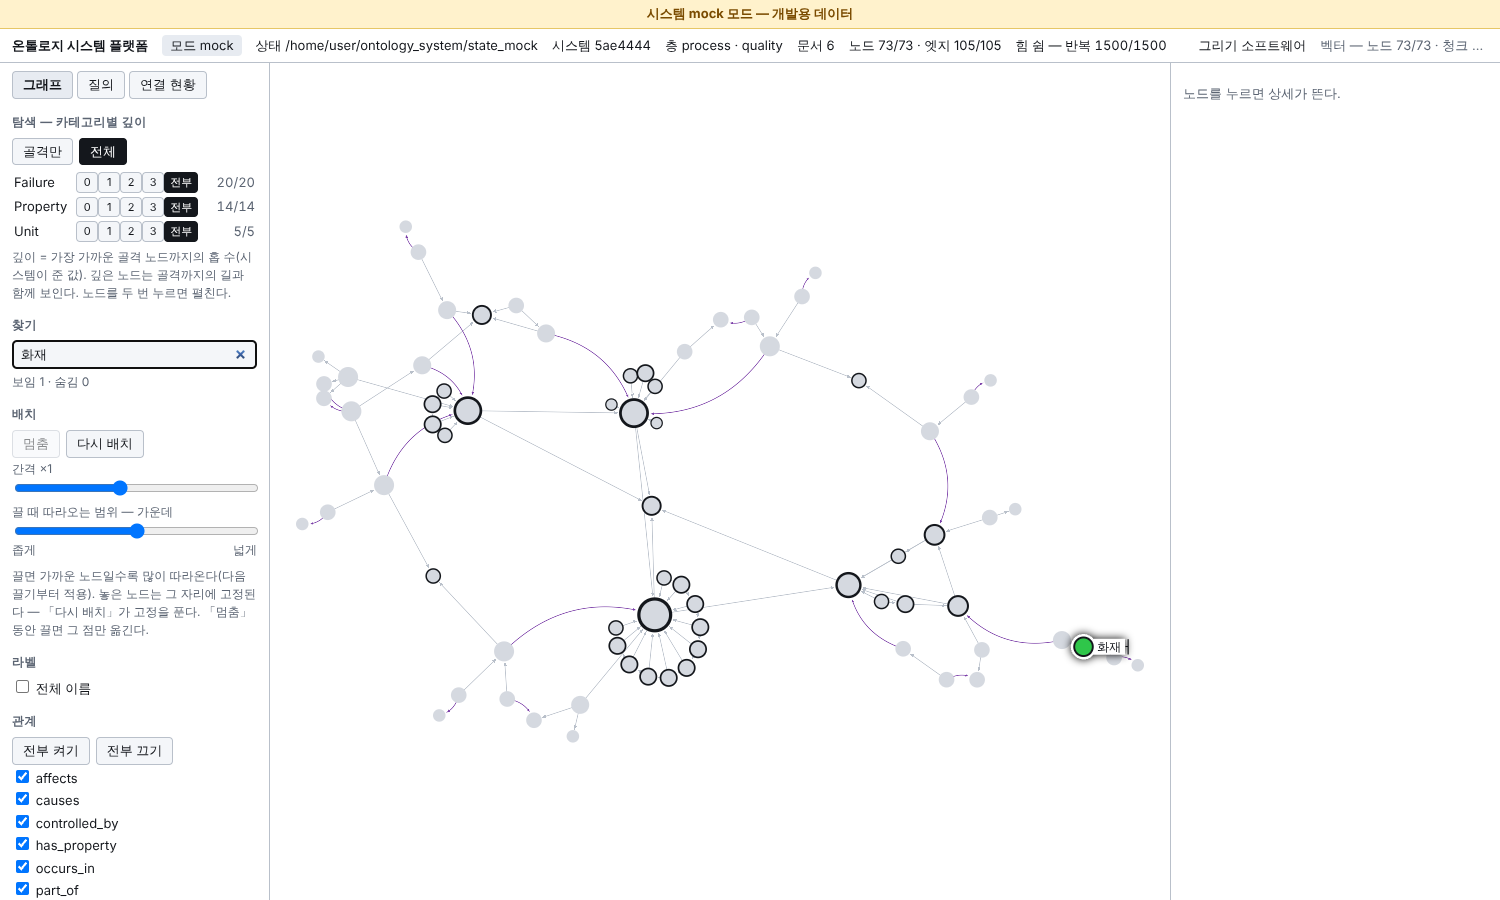 시스템 mock 모드 — 개발용 데이터
온톨로지 시스템 플랫폼 모드 mock 상태 /home/user/ontology_system/state_mock 시스템 5ae4444 층 process · quality 문서 6 노드 73/73 · 엣지 105/105 힘 쉼 — 반복 1500/1500 그리기 소프트웨어 벡터 — 노드 73/73 · 청크 ...
그래프 질의 연결 현황
탐색 — 카테고리별 깊이
골격만 전체
Failure 0 1 2 3 전부 20/20
Property 0 1 2 3 전부 14/14
Unit 0 1 2 3 전부 5/5
깊이 = 가장 가까운 골격 노드까지의 홉 수(시
스템이 준 값). 깊은 노드는 골격까지의 길과
함께 보인다. 노드를 두 번 누르면 펼친다.
찾기
화재 ×
보임 1 · 숨김 0
배치
멈춤 다시 배치
간격 ×1
끌 때 따라오는 범위 — 가운데
좁게 넓게
끌면 가까운 노드일수록 많이 따라온다(다음
끌기부터 적용). 놓은 노드는 그 자리에 고정된
다 — 「다시 배치」가 고정을 푼다. 「멈춤」
동안 끌면 그 점만 옮긴다.
라벨
전체 이름
관계
전부 켜기 전부 끄기
affects
causes
controlled_by
has_property
occurs_in
part_of
화재
노드를 누르면 상세가 뜬다.